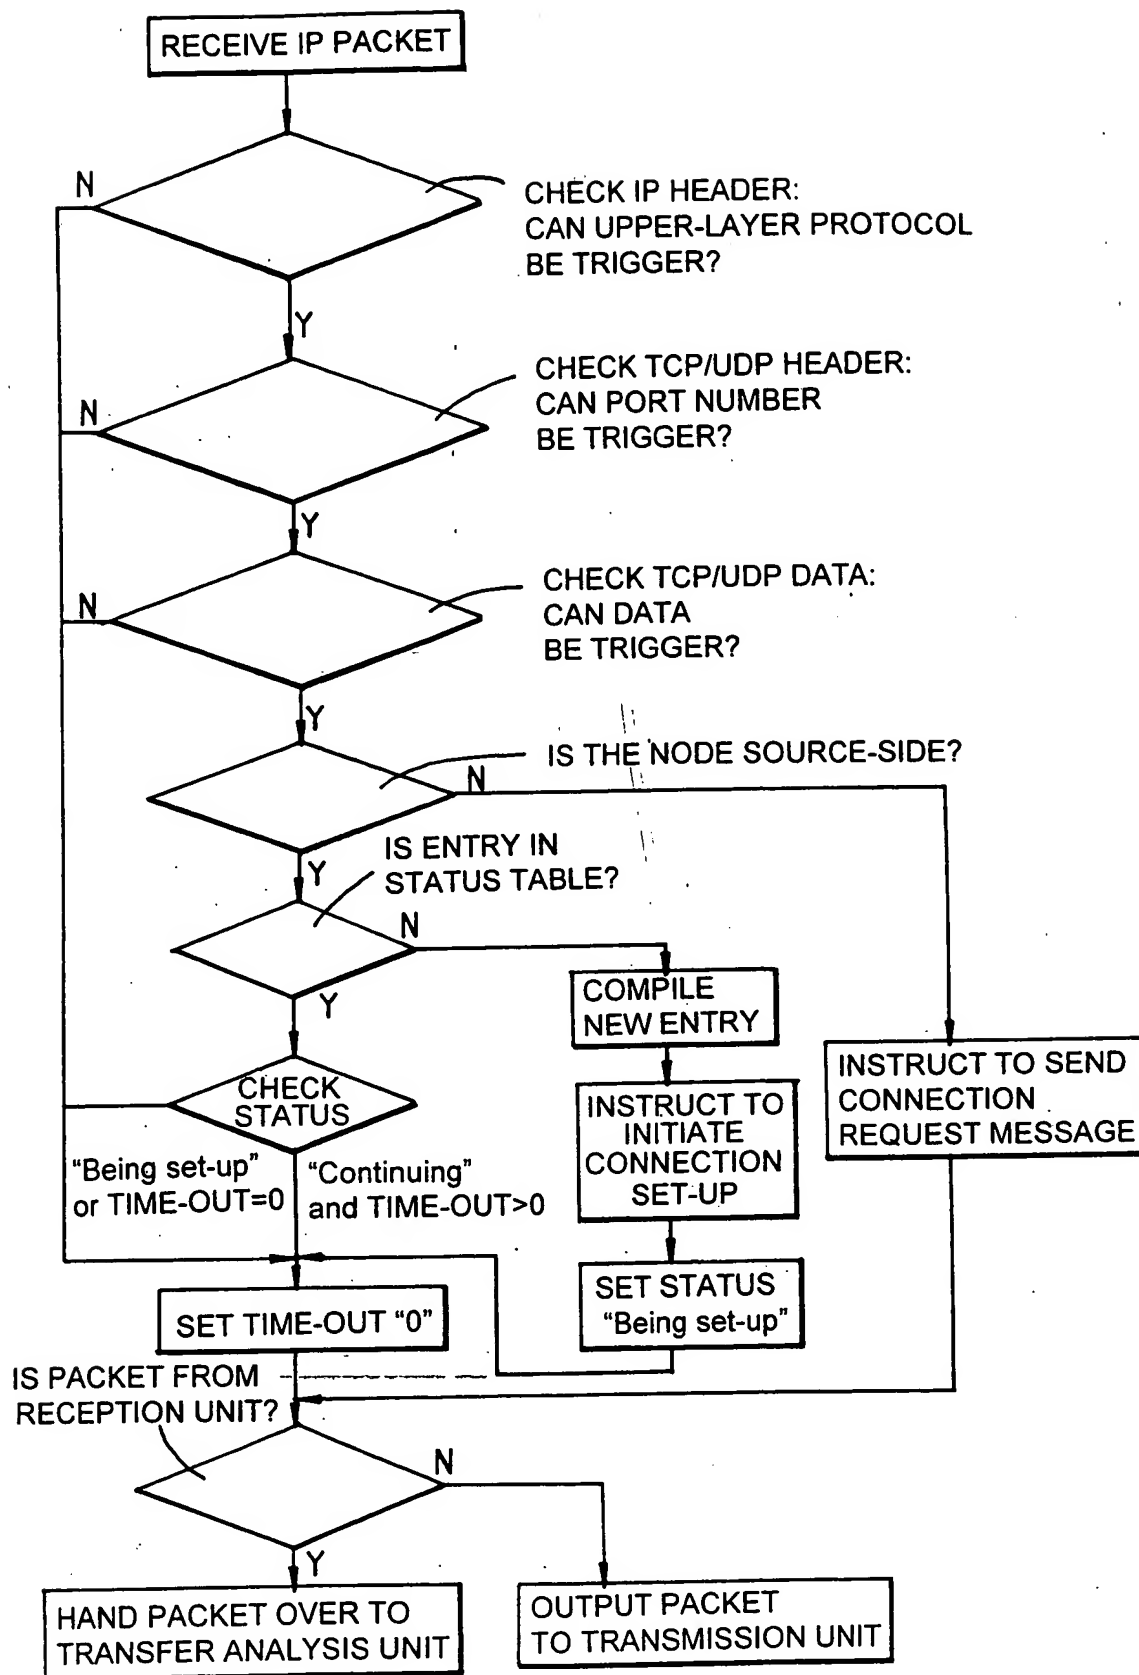 RECEIVE IP PACKET
N
CHECK IP HEADER:
CAN UPPER-LAYER PROTOCOL
BE TRIGGER?
Y
CHECK TCP/UDP HEADER:
CAN PORT NUMBER
BE TRIGGER?
N
Y
CHECK TCP/UDP DATA:
CAN DATA
BE TRIGGER?
N
Y
IS THE NODE SOURCE-SIDE?
N
Y
IS ENTRY IN
STATUS TABLE?
N
Y
COMPILE
NEW ENTRY
INSTRUCT TO SEND
CONNECTION
REQUEST MESSAGE
CHECK
STATUS
INSTRUCT TO
INITIATE
CONNECTION
SET-UP
"Being set-up"
or TIME-OUT=0
"Continuing"
and TIME-OUT>0
SET STATUS
"Being set-up"
SET TIME-OUT "0"
IS PACKET FROM
RECEPTION UNIT?
N
Y
HAND PACKET OVER TO
TRANSFER ANALYSIS UNIT
OUTPUT PACKET
TO TRANSMISSION UNIT